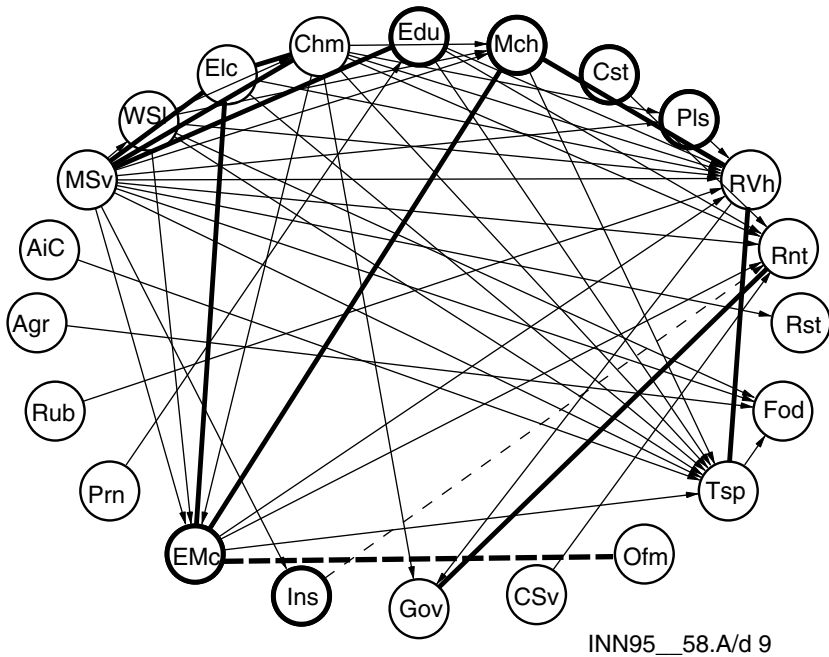 Edu
Chm
Mch
Elc
Cst
WSl
Pls
MSv
RVh
AiC
Rnt
Agr
Rst
Rub
Fod
Prn
Tsp
EMc
Ofm
Ins
CSv
Gov
INN95__58.A/d 9